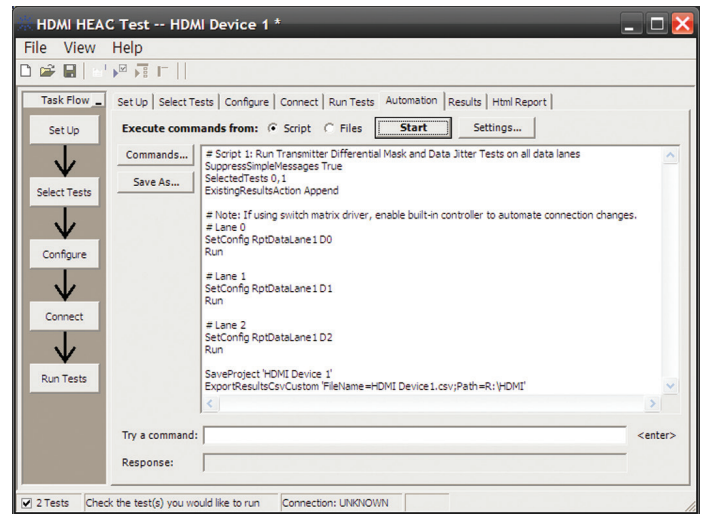 HDMI HEAC Test -- HDMI Device 1 *
File View Help
Task Flow
Set Up
Select Tests
Configure
Connect
Run Tests
Set Up Select Tests Configure Connect Run Tests Automation Results Html Report
Execute commands from: Script Files Start Settings...
Commands...
Save As...
# Script 1: Run Transmitter Differential Mask and Data Jitter Tests on all data lanes
SuppressSimpleMessages True
SelectedTests 0,1
ExistingResultsAction Append
# Note: If using switch matrix driver, enable built-in controller to automate connection changes.
# Lane 0
SetConfig RptDataLane1 D0
Run
# Lane 1
SetConfig RptDataLane1 D1
Run
# Lane 2
SetConfig RptDataLane1 D2
Run
SaveProject 'HDMI Device 1'
ExportResultsCsvCustom 'FileName=HDMI Device1.csv;Path=R:\HDMI'
Try a command: <enter>
Response:
2 Tests Check the test(s) you would like to run Connection: UNKNOWN